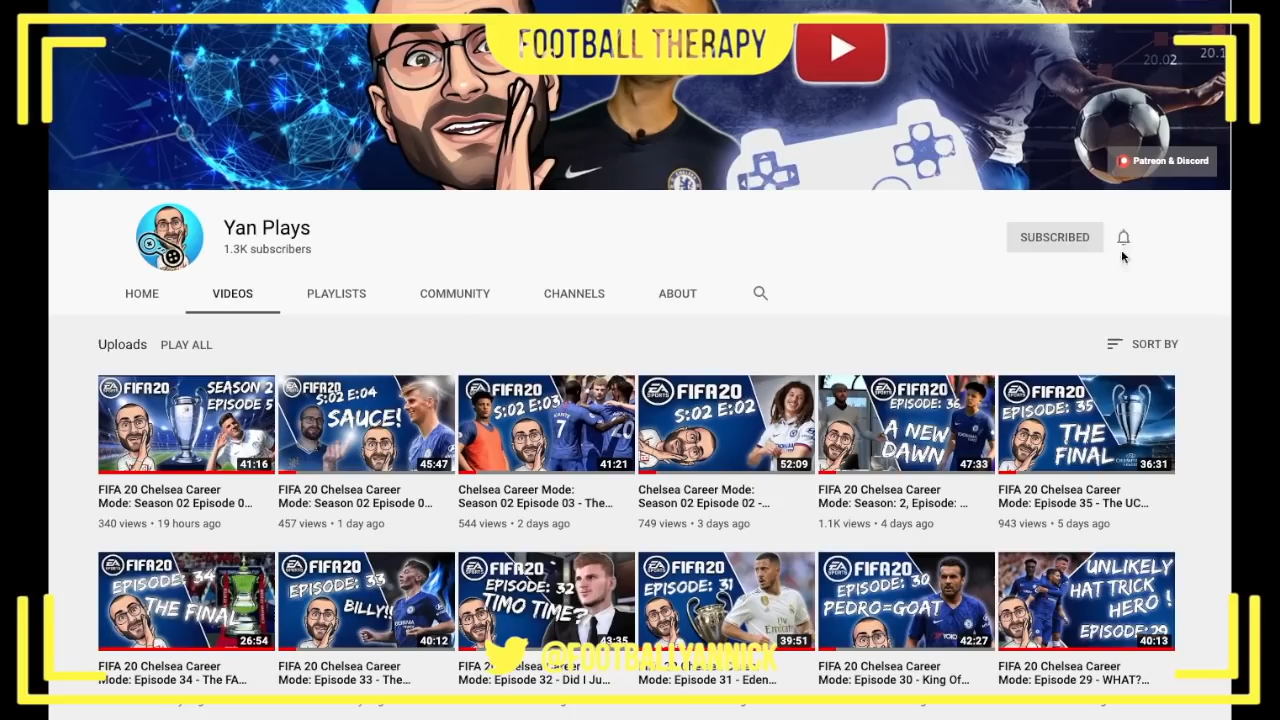 FOOTBALL THERAPY
20.02
20.1
Patreon & Discord
Yan Plays
1.3K subscribers
SUBSCRIBED
HOME
VIDEOS
PLAYLISTS
COMMUNITY
CHANNELS
ABOUT
Uploads
PLAY ALL
SORT BY
EA SPORTS FIFA20
SEASON 2
EPISODE 5
41:16
FIFA20
S:02 E:04
SAUCE!
45:47
FIFA20
S:02 E:03
7
20
41:21
EA SPORTS FIFA20
S:02 E:02
52:09
FIFA20
EPISODE: 36
A NEW
DAWN
47:33
EA SPORTS FIFA20
EPISODE: 35
THE
FINAL
36:31
FIFA 20 Chelsea Career
Mode: Season 02 Episode 0...
340 views • 19 hours ago
FIFA 20 Chelsea Career
Mode: Season 02 Episode 0...
457 views • 1 day ago
Chelsea Career Mode:
Season 02 Episode 03 - The...
544 views • 2 days ago
Chelsea Career Mode:
Season 02 Episode 02 -...
749 views • 3 days ago
FIFA 20 Chelsea Career
Mode: Season: 2, Episode: ...
1.1K views • 4 days ago
FIFA 20 Chelsea Career
Mode: Episode 35 - The UC...
943 views • 5 days ago
FIFA20
EPISODE: 34
THE FINAL
26:54
FIFA20
EPISODE: 33
BILLY!!
40:12
FIFA20
EPISODE: 32
TIMO TIME?
43:35
FIFA20
EPISODE: 31
39:51
FIFA20
EPISODE: 30
PEDRO=GOAT
42:27
UNLIKELY
HAT TRICK
HERO !
EPISODE:29
40:13
@FOOTBALLYANNICK
FIFA 20 Chelsea Career
Mode: Episode 34 - The FA...
FIFA 20 Chelsea Career
Mode: Episode 33 - The...
FIFA 20 Chelsea Career
Mode: Episode 32 - Did I Ju...
FIFA 20 Chelsea Career
Mode: Episode 31 - Eden...
FIFA 20 Chelsea Career
Mode: Episode 30 - King Of...
FIFA 20 Chelsea Career
Mode: Episode 29 - WHAT?...